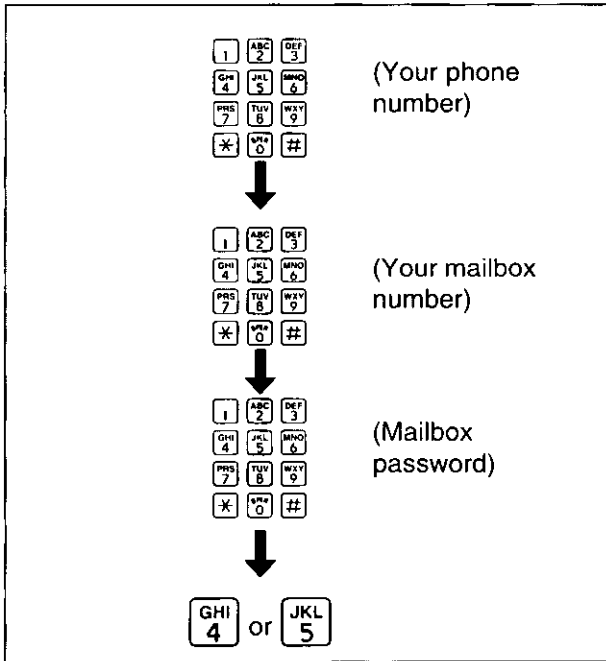 1 ABC 2 DEF 3
(Your phone
GHI 4 JKL 5 MNO 6
number)
PRS 7 TUV 8 WXY 9
* 0 #
1 ABC 2 DEF 3
GHI 4 JKL 5 MNO 6
(Your mailbox
number)
PRS 7 TUV 8 WXY 9
* 0 #
1 ABC 2 DEF 3
(Mailbox
GHI 4 JKL 5 MNO 6
password)
PRS 7 TUV 8 WXY 9
* 0 #
GHI 4 or JKL 5